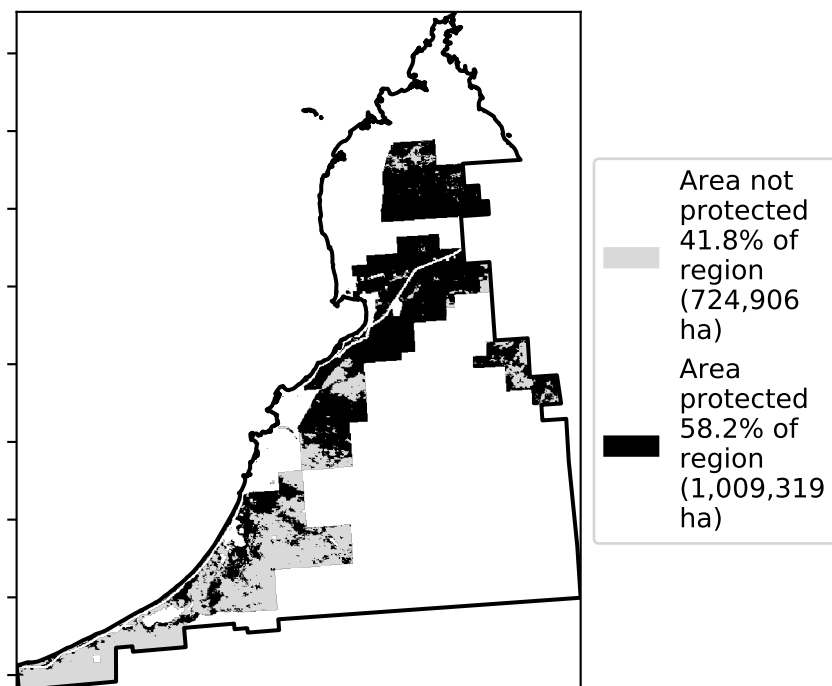 Area not
protected
41.8% of
region
(724,906
ha)
Area
protected
58.2% of
region
(1,009,319
ha)